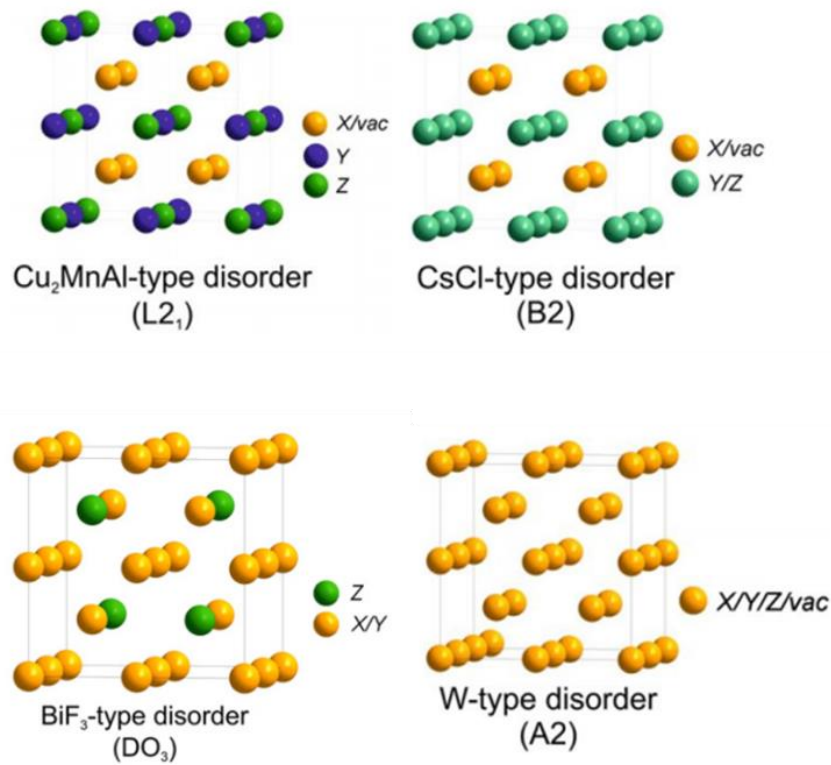 X/vac
Y
Z
Cu₂MnAl-type disorder
(L2₁)
X/vac
Y/Z
CsCl-type disorder
(B2)
Z
X/Y
BiF₃-type disorder
(DO₃)
X/Y/Z/vac
W-type disorder
(A2)